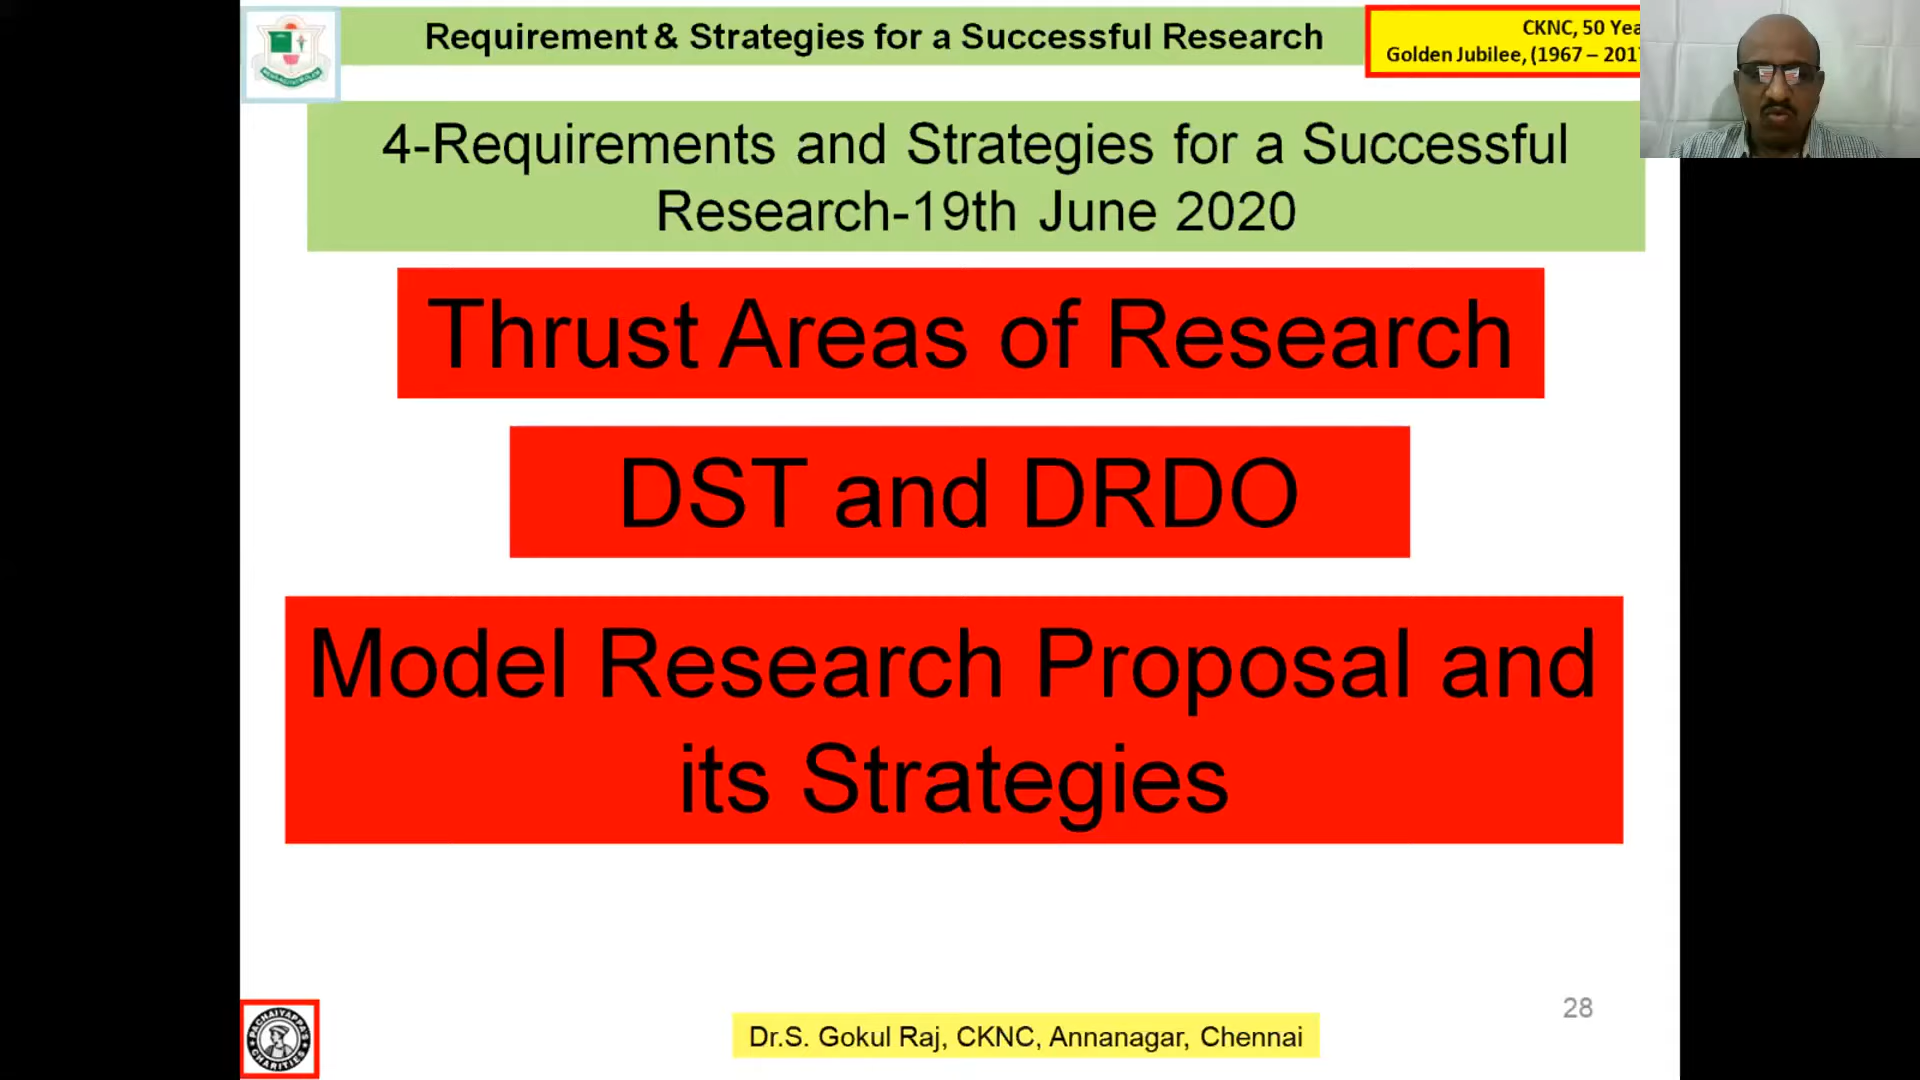 Requirement & Strategies for a Successful Research
CKNC, 50 Yea
Golden Jubilee, (1967 – 201
4-Requirements and Strategies for a Successful
Research-19th June 2020
Thrust Areas of Research
DST and DRDO
Model Research Proposal and
its Strategies
28
PACHAIYAPPA'S
CHARITIES
Dr.S. Gokul Raj, CKNC, Annanagar, Chennai